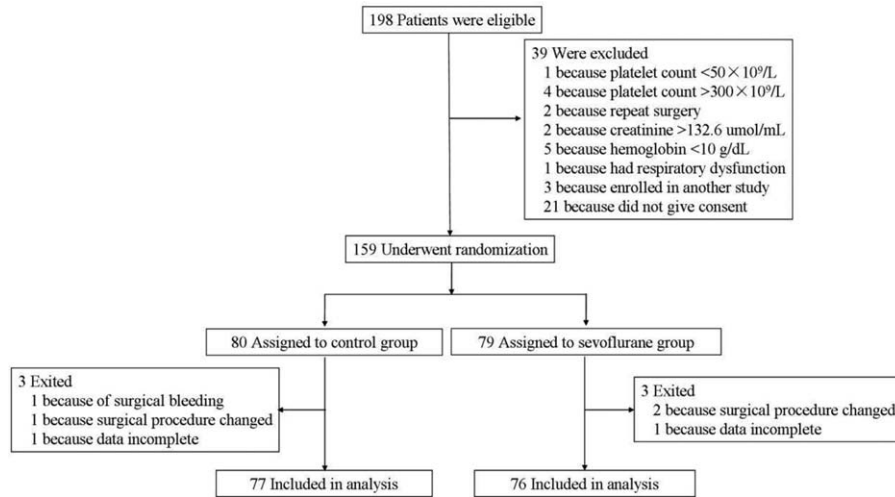 198 Patients were eligible
39 Were excluded
1 because platelet count <50×10⁹/L
4 because platelet count >300×10⁹/L
2 because repeat surgery
2 because creatinine >132.6 umol/mL
5 because hemoglobin <10 g/dL
1 because had respiratory dysfunction
3 because enrolled in another study
21 because did not give consent
159 Underwent randomization
80 Assigned to control group
79 Assigned to sevoflurane group
3 Exited
1 because of surgical bleeding
1 because surgical procedure changed
1 because data incomplete
3 Exited
2 because surgical procedure changed
1 because data incomplete
77 Included in analysis
76 Included in analysis